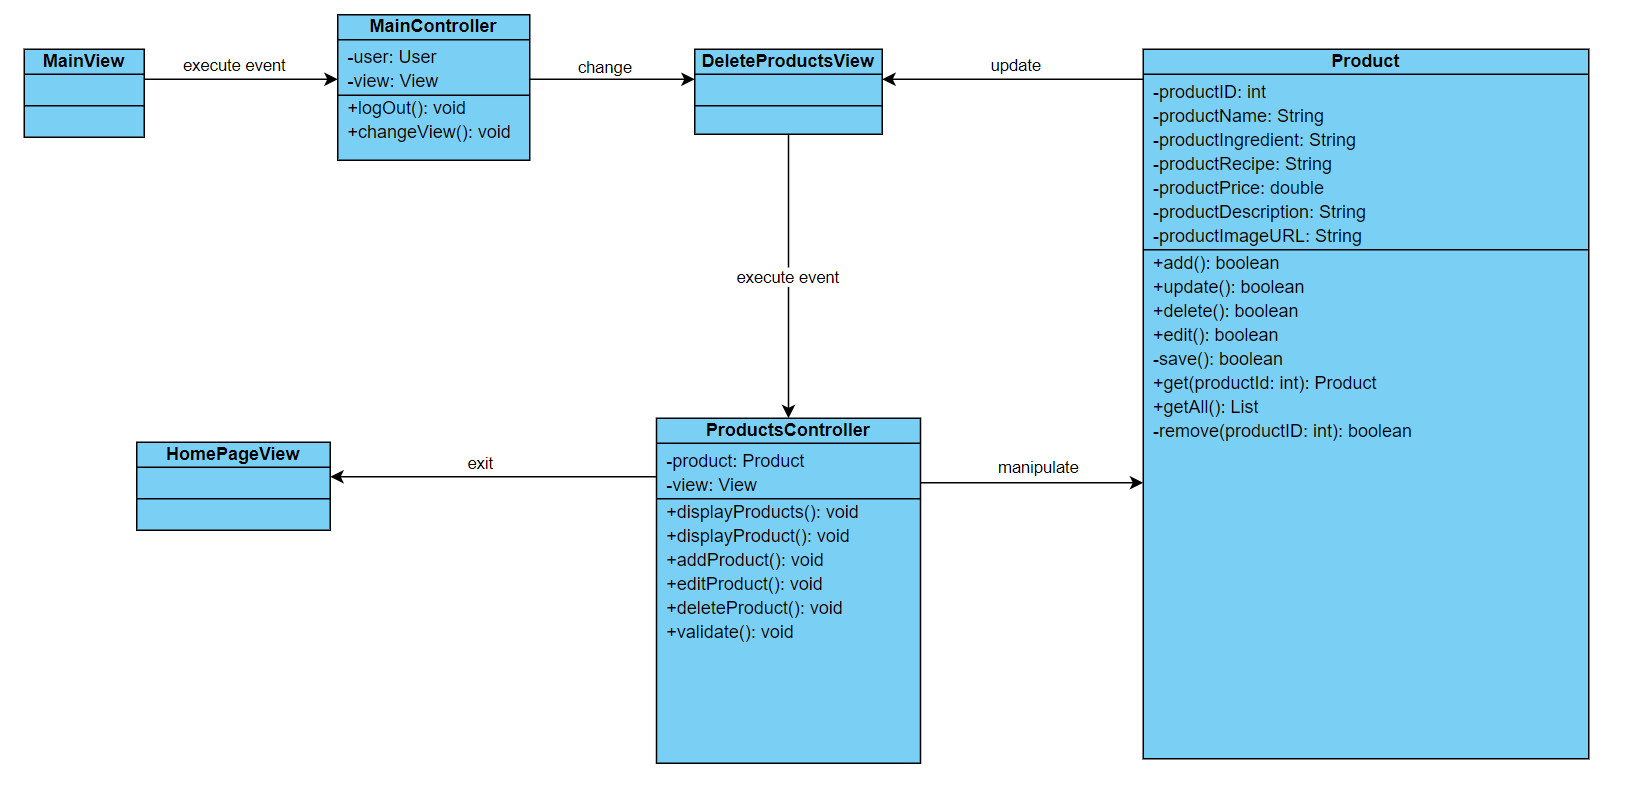 MainView
execute event
MainController
-user: User
-view: View
+logOut(): void
+changeView(): void
change
DeleteProductsView
update
Product
-productID: int
-productName: String
-productIngredient: String
-productRecipe: String
-productPrice: double
-productDescription: String
-productImageURL: String
+add(): boolean
+update(): boolean
+delete(): boolean
+edit(): boolean
-save(): boolean
+get(productId: int): Product
+getAll(): List
-remove(productID: int): boolean
execute event
HomePageView
exit
ProductsController
-product: Product
-view: View
+displayProducts(): void
+displayProduct(): void
+addProduct(): void
+editProduct(): void
+deleteProduct(): void
+validate(): void
manipulate